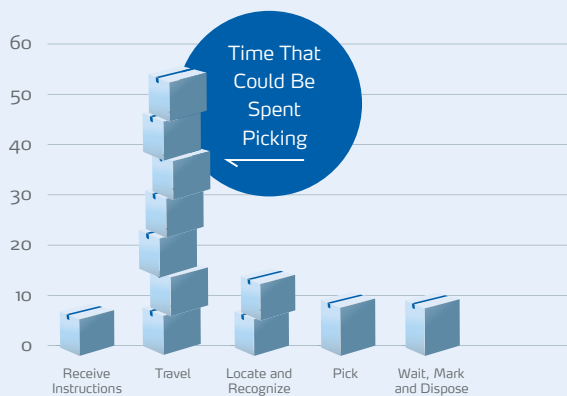 Time That
Could Be
Spent
Picking
60
50
40
30
20
10
0
Receive
Instructions
Travel
Locate and
Recognize
Pick
Wait, Mark
and Dispose